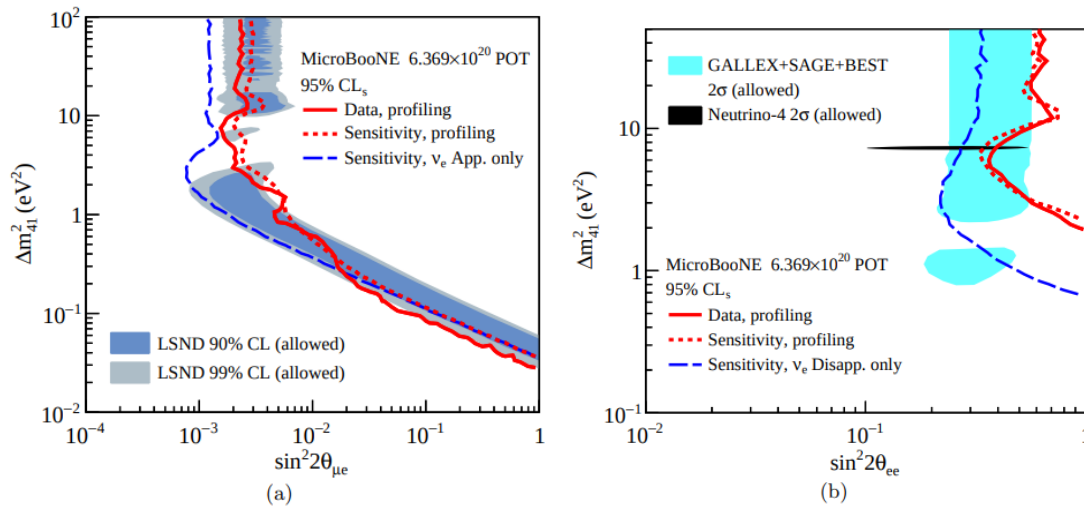 10²
10
1
10⁻¹
10⁻²
Δm²₄₁ (eV²)
MicroBooNE 6.369×10²⁰ POT
95% CLₛ
Data, profiling
Sensitivity, profiling
Sensitivity, νₑ App. only
LSND 90% CL (allowed)
LSND 99% CL (allowed)
10⁻⁴ 10⁻³ 10⁻² 10⁻¹ 1
sin²2θμₑ
(a)
10
1
10⁻¹
Δm²₄₁ (eV²)
GALLEX+SAGE+BEST
2σ (allowed)
Neutrino-4 2σ (allowed)
MicroBooNE 6.369×10²⁰ POT
95% CLₛ
Data, profiling
Sensitivity, profiling
Sensitivity, νₑ Disapp. only
10⁻² 10⁻¹ 1
sin²2θₑₑ
(b)